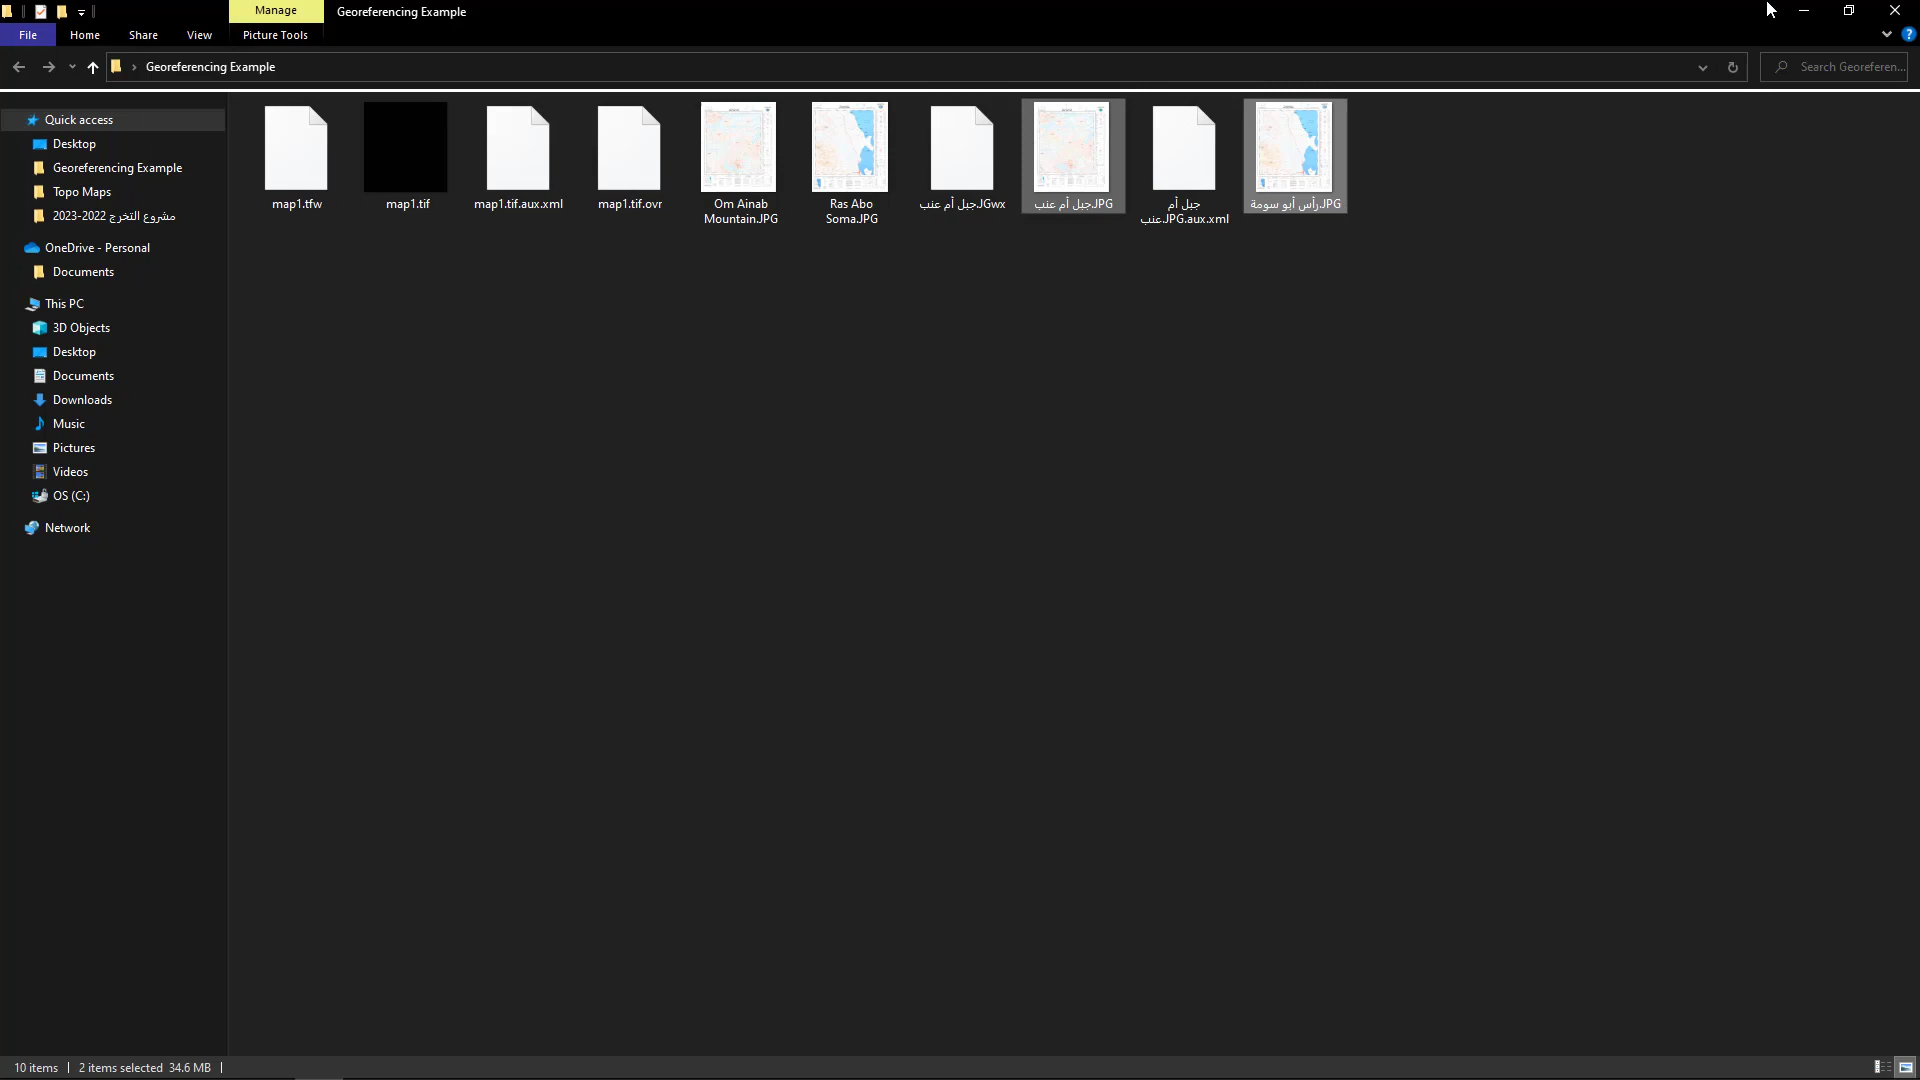 Manage
Georeferencing Example
File
Home
Share
View
Picture Tools
Georeferencing Example
Search Georeferen...
Quick access
Desktop
Georeferencing Example
Topo Maps
مشروع التخرج 2022-2023
OneDrive - Personal
Documents
This PC
3D Objects
Desktop
Documents
Downloads
Music
Pictures
Videos
OS (C:)
Network
map1.tfw
map1.tif
map1.tif.aux.xml
map1.tif.ovr
Om Ainab
Mountain.JPG
Ras Abo
Soma.JPG
جبل أم عنب.JGwx
جبل أم عنب.JPG
جبل أم
عنب.JPG.aux.xml
رأس أبو سومة.JPG
10 items
2 items selected 34.6 MB